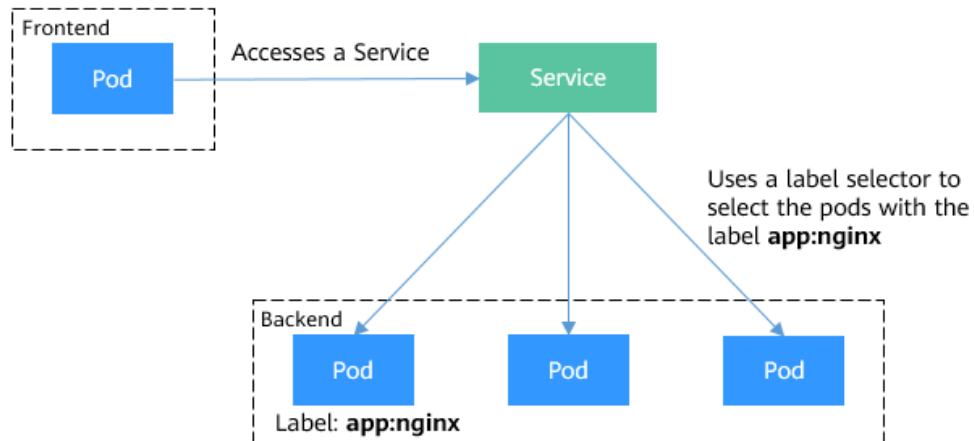 Frontend
Pod
Accesses a Service
Service
Uses a label selector to
select the pods with the
label app:nginx
Backend
Pod
Pod
Pod
Label: app:nginx